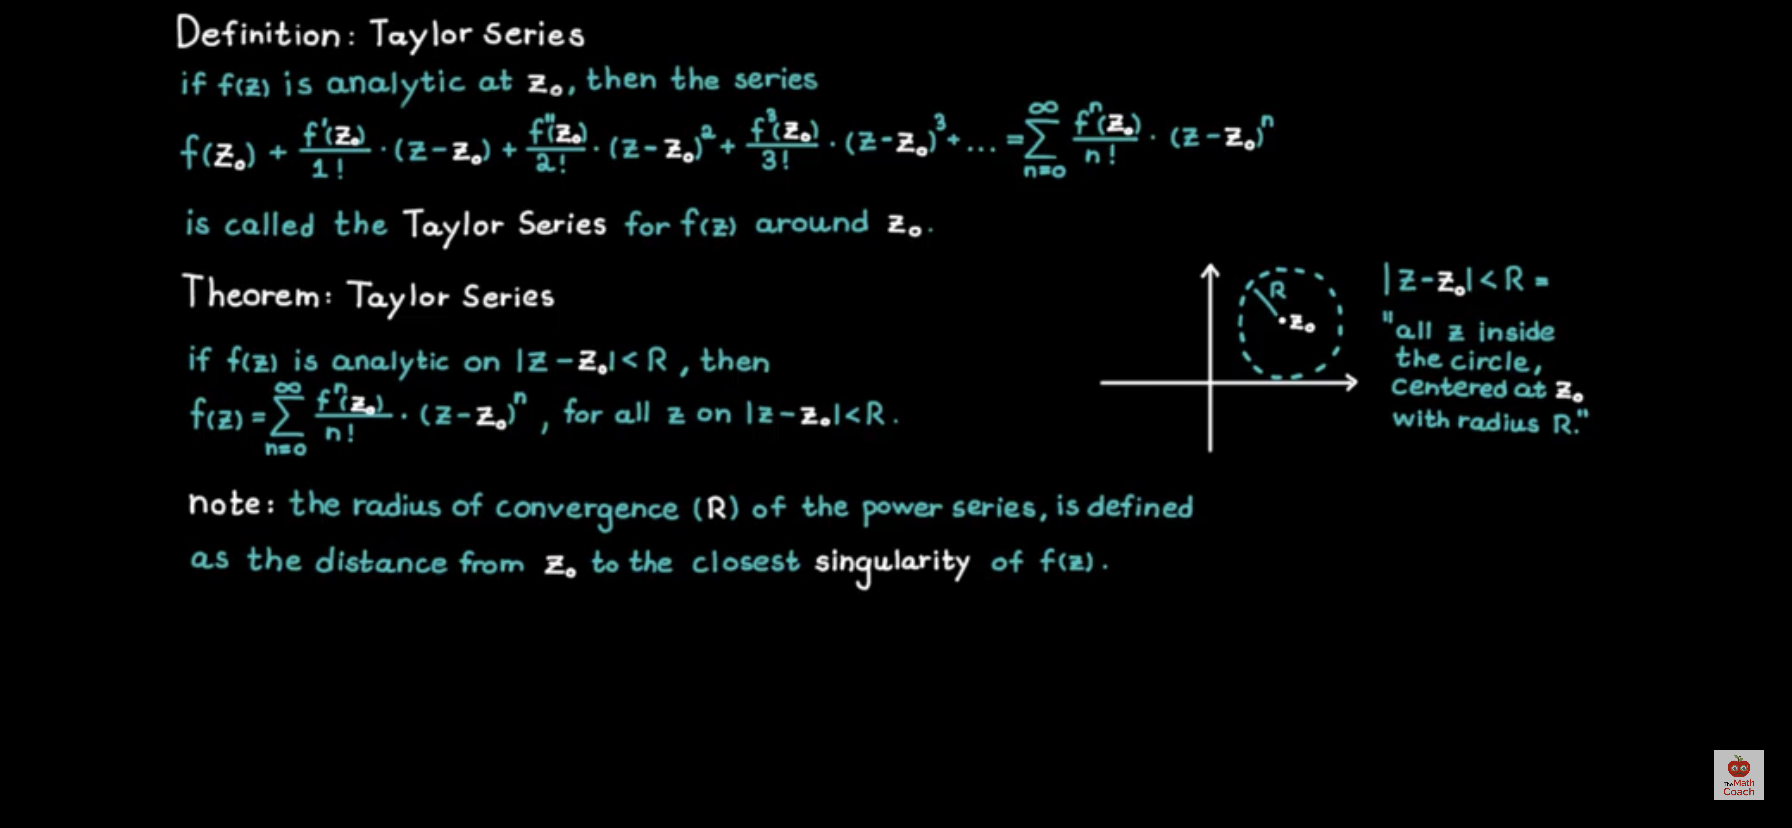 Definition: Taylor Series
if f(z) is analytic at z₀, then the series
f(z₀) + f'(z₀)/1! · (z-z₀) + f''(z₀)/2! · (z-z₀)² + f³(z₀)/3! · (z-z₀)³ + ... = ∑_{n=0}^{∞} fⁿ(z₀)/n! · (z-z₀)ⁿ
is called the Taylor Series for f(z) around z₀.
Theorem: Taylor Series
if f(z) is analytic on |z-z₀|<R, then
f(z) = ∑_{n=0}^{∞} fⁿ(z₀)/n! · (z-z₀)ⁿ, for all z on |z-z₀|<R.
R
z₀
|z-z₀|<R =
"all z inside
the circle,
centered at z₀
with radius R."
note: the radius of convergence (R) of the power series, is defined
as the distance from z₀ to the closest singularity of f(z).
The Math
Coach